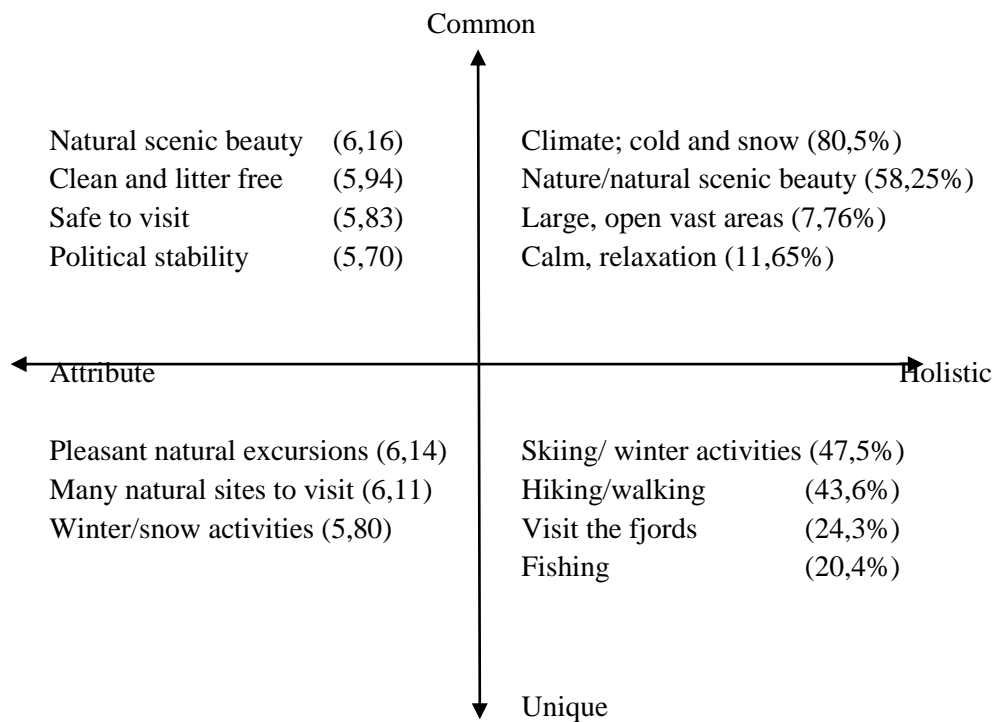 Common
Natural scenic beauty (6,16)
Clean and litter free (5,94)
Safe to visit (5,83)
Political stability (5,70)
Climate; cold and snow (80,5%)
Nature/natural scenic beauty (58,25%)
Large, open vast areas (7,76%)
Calm, relaxation (11,65%)
Attribute
Holistic
Pleasant natural excursions (6,14)
Many natural sites to visit (6,11)
Winter/snow activities (5,80)
Skiing/ winter activities (47,5%)
Hiking/walking (43,6%)
Visit the fjords (24,3%)
Fishing (20,4%)
Unique